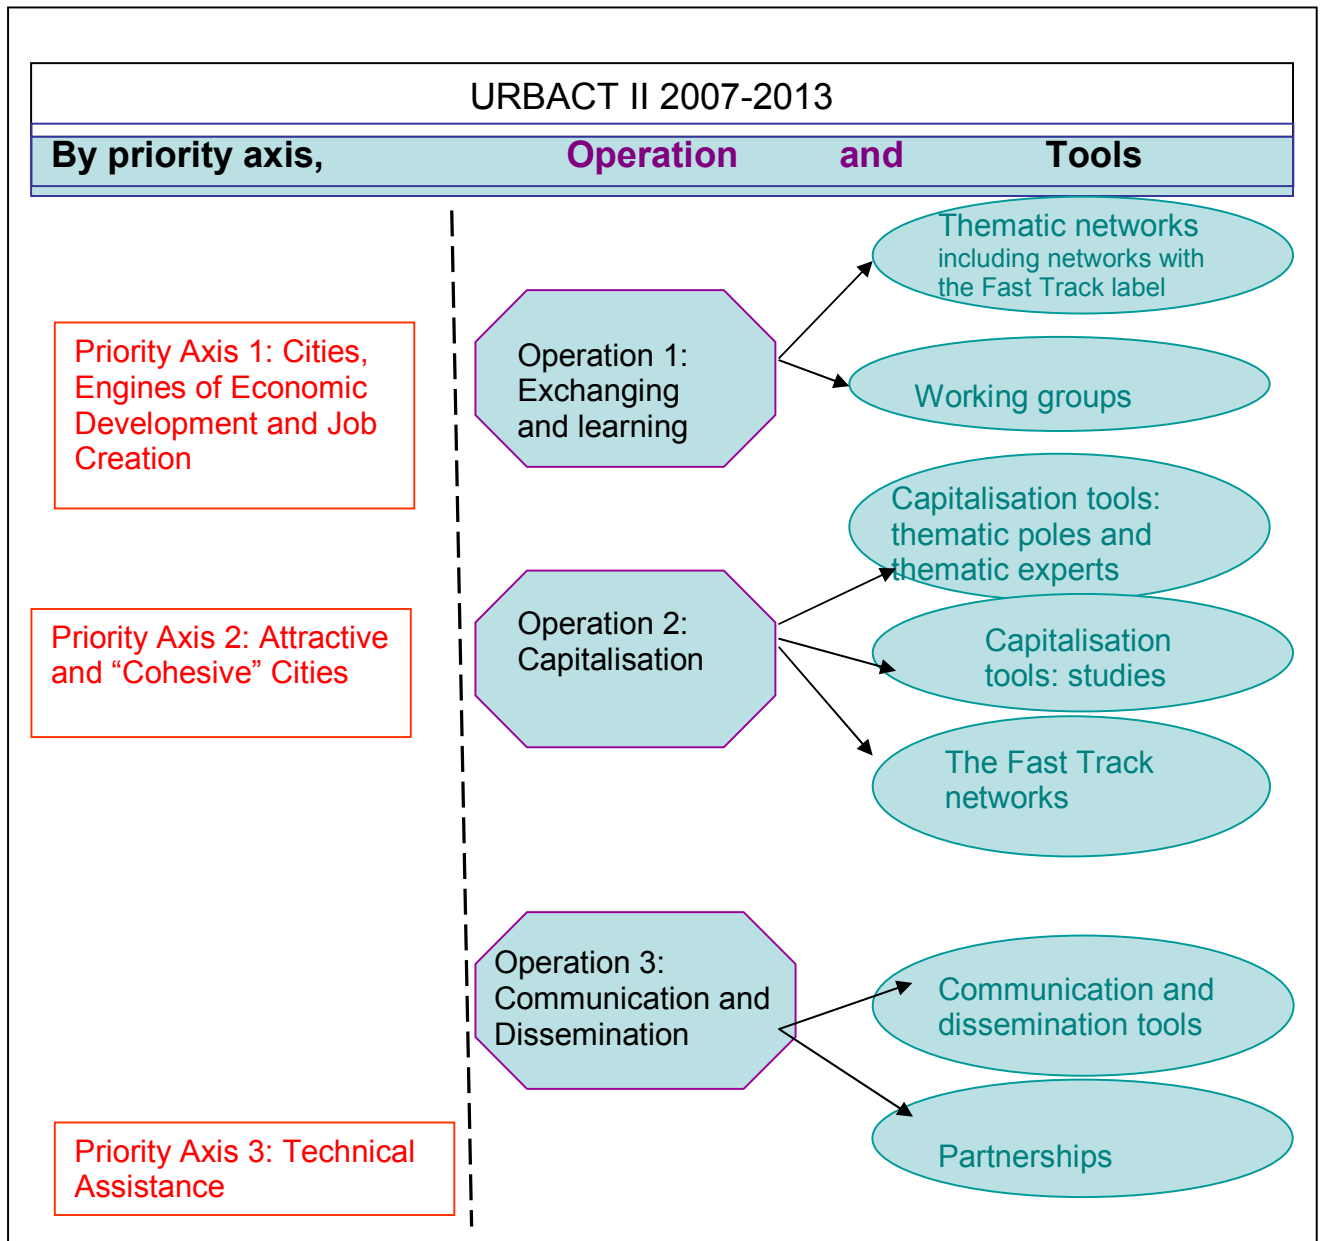 URBACT II 2007-2013
By priority axis, Operation and Tools
Priority Axis 1: Cities,
Engines of Economic
Development and Job
Creation
Priority Axis 2: Attractive
and “Cohesive” Cities
Priority Axis 3: Technical
Assistance
Operation 1:
Exchanging
and learning
Operation 2:
Capitalisation
Operation 3:
Communication and
Dissemination
Thematic networks
including networks with
the Fast Track label
Working groups
Capitalisation tools:
thematic poles and
thematic experts
Capitalisation
tools: studies
The Fast Track
networks
Communication and
dissemination tools
Partnerships